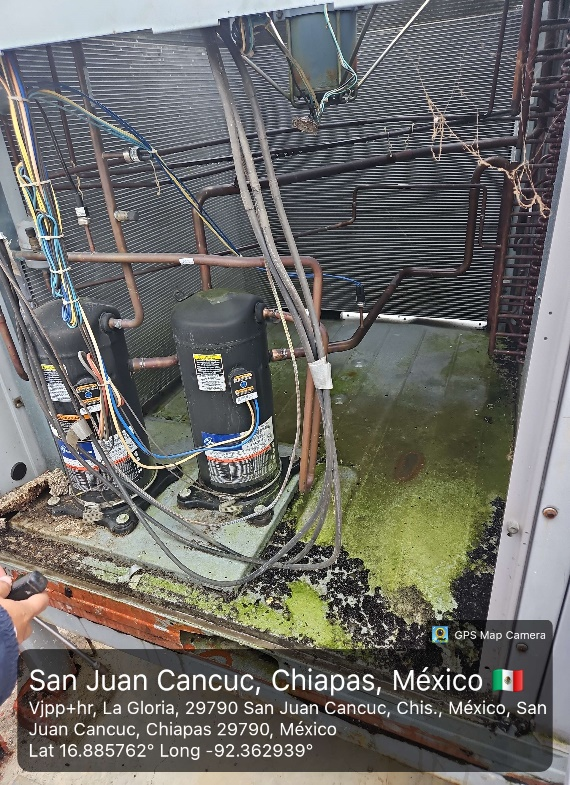 GPS Map Camera
San Juan Cancuc, Chiapas, México
Vjpp+hr, La Gloria, 29790 San Juan Cancuc, Chis., México, San
Juan Cancuc, Chiapas 29790, México
Lat 16.885762° Long -92.362939°